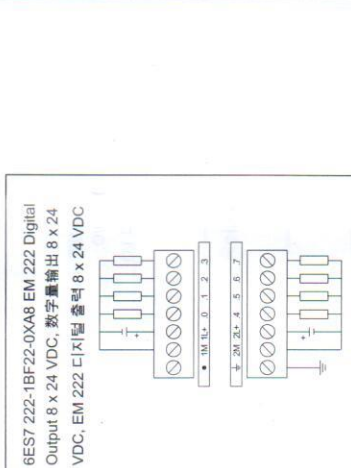 6ES7 222-1BF22-0XA8 EM 222 Digital
Output 8 x 24 VDC, 数字量输出 8 x 24
VDC, EM 222 디지털 출력 8 x 24 VDC
1M 1L+ .0 .1 .2 .3
2M 2L+ .4 .5 .6 .7